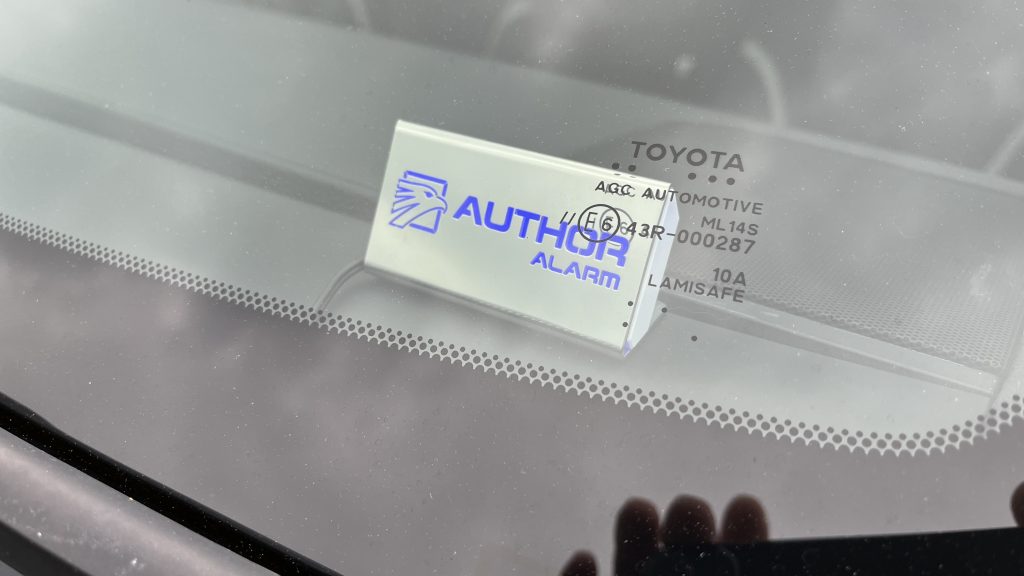 AUTHOR
ALARM
TOYOTA
AGC AUTOMOTIVE
ML14S
E6 43R-000287
10A
LAMISAFE